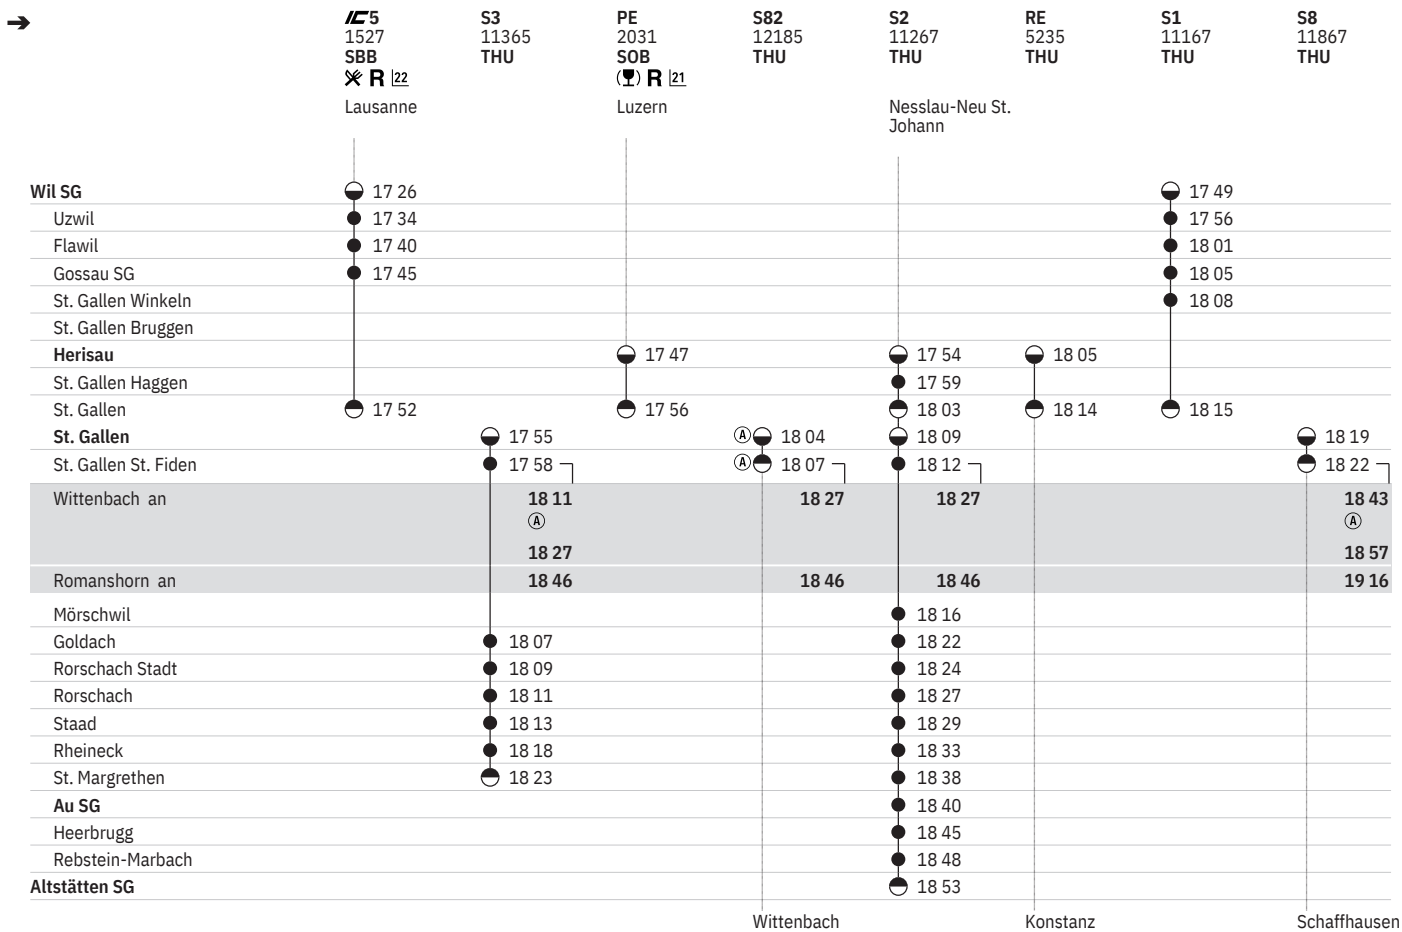 ➔ IC5 S3 PE S82 S2 RE S1 S8
1527 11365 2031 12185 11267 5235 11167 11867
SBB THU SOB THU THU THU THU THU
R 22 R 21
Lausanne Luzern Nesslau-Neu St.
Johann
Wil SG 17 26 17 49
Uzwil 17 34 17 56
Flawil 17 40 18 01
Gossau SG 17 45 18 05
St. Gallen Winkeln 18 08
St. Gallen Bruggen
Herisau 17 47 17 54 18 05
St. Gallen Haggen 17 59
St. Gallen 17 52 17 56 18 03 18 14 18 15
St. Gallen 17 55 Ⓐ 18 04 18 09 18 19
St. Gallen St. Fiden 17 58 Ⓐ 18 07 18 12 18 22
Wittenbach an 18 11 18 27 18 27 18 43
Ⓐ Ⓐ
18 27 18 57
Romanshorn an 18 46 18 46 18 46 19 16
Mörschwil 18 16
Goldach 18 07 18 22
Rorschach Stadt 18 09 18 24
Rorschach 18 11 18 27
Staad 18 13 18 29
Rheineck 18 18 18 33
St. Margrethen 18 23 18 38
Au SG 18 40
Heerbrugg 18 45
Rebstein-Marbach 18 48
Altstätten SG 18 53
Wittenbach Konstanz Schaffhausen